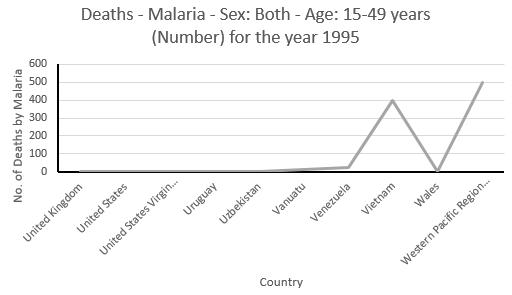 Deaths - Malaria - Sex: Both - Age: 15-49 years
(Number) for the year 1995
No. of Deaths by Malaria
600
500
400
300
200
100
0
United Kingdom
United States
United States Virgin...
Uruguay
Uzbekistan
Vanuatu
Venezuela
Vietnam
Wales
Western Pacific Region...
Country